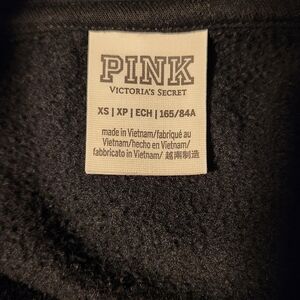 PINK
VICTORIA'S SECRET
XS | XP | ECH | 165/84A
made in Vietnam/fabriqué au
Vietnam/hecho en Vietnam/
fabbricato in Vietnam/ 越南制造